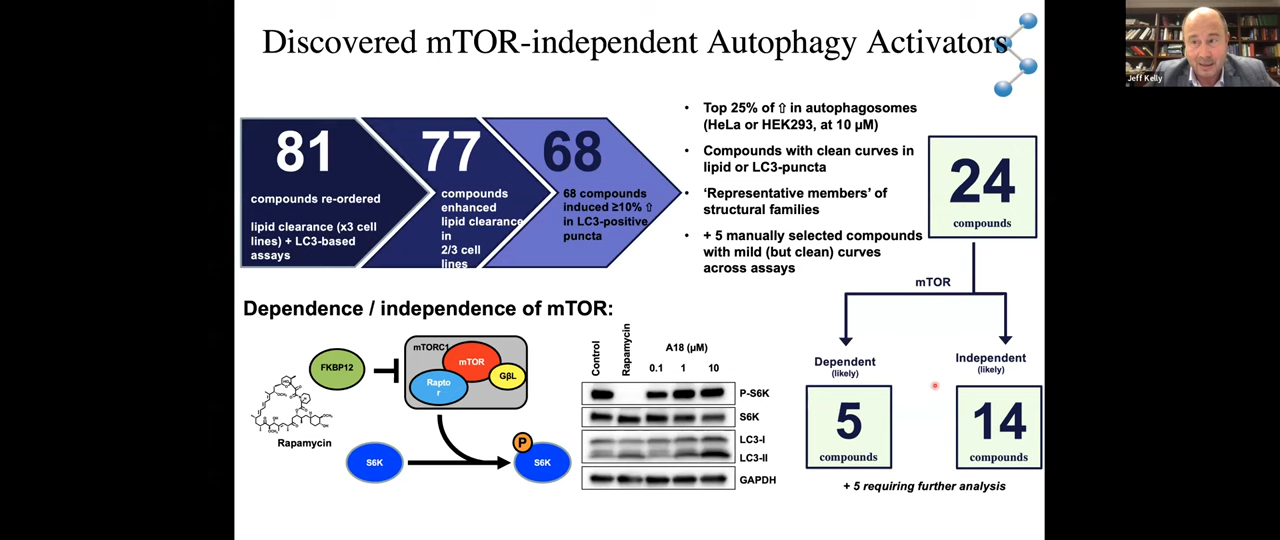 Discovered mTOR-independent Autophagy Activators
Jeff Kelly
81
compounds re-ordered
lipid clearance (x3 cell
lines) + LC3-based
assays
77
compounds
enhanced
lipid clearance
in
2/3 cell
lines
68
68 compounds
induced ≥10% ⇧
in LC3-positive
puncta
• Top 25% of ⇧ in autophagosomes
(HeLa or HEK293, at 10 µM)
• Compounds with clean curves in
lipid or LC3-puncta
• ‘Representative members’ of
structural families
• + 5 manually selected compounds
with mild (but clean) curves
across assays
24
compounds
mTOR
Dependent
(likely)
5
compounds
Independent
(likely)
14
compounds
+ 5 requiring further analysis
Dependence / independence of mTOR:
FKBP12
Rapamycin
mTORC1
mTOR
Rapto
r
GβL
S6K
P
S6K
Control
Rapamycin
A18 (µM)
0.1 1 10
P-S6K
S6K
LC3-I
LC3-II
GAPDH